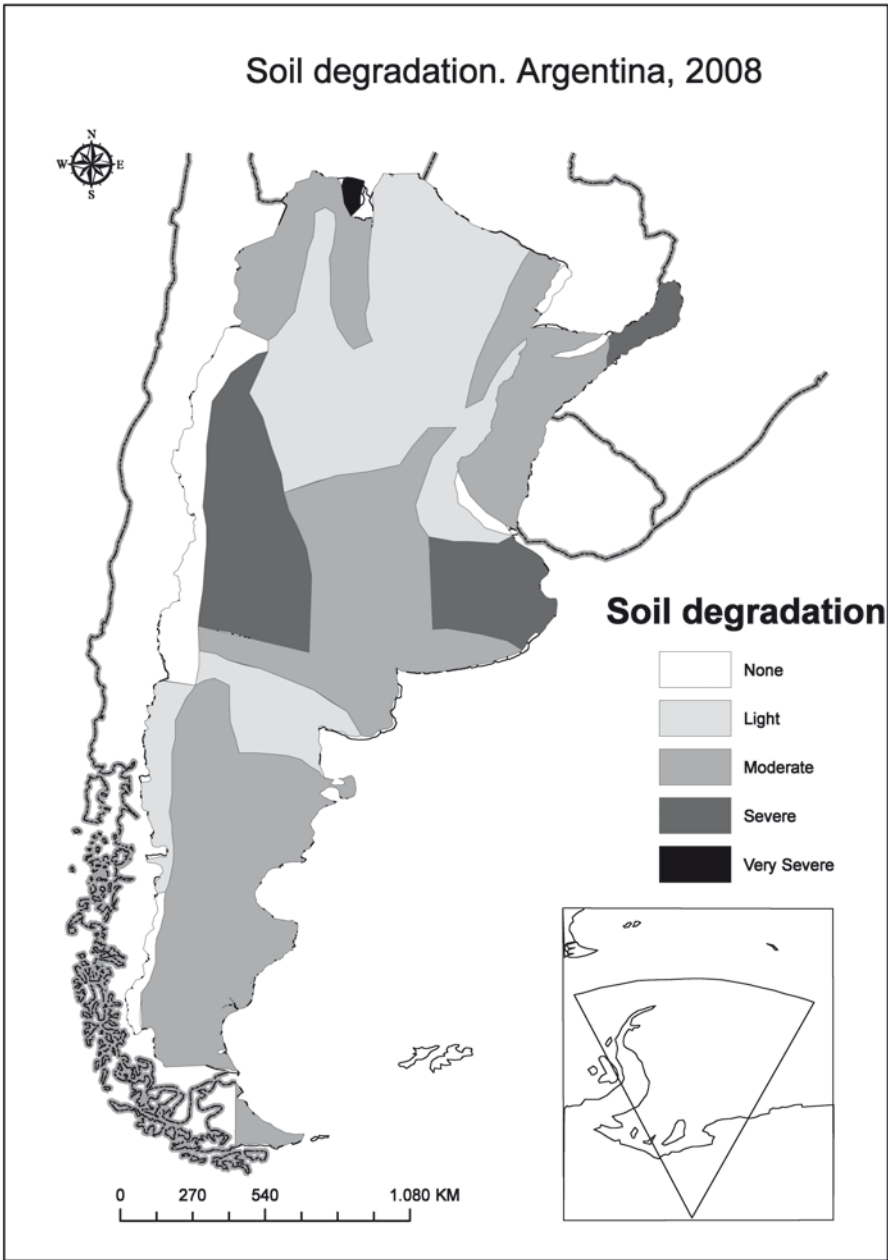 Soil degradation. Argentina, 2008
N
W E
S
Soil degradation
None
Light
Moderate
Severe
Very Severe
0 270 540 1.080 KM